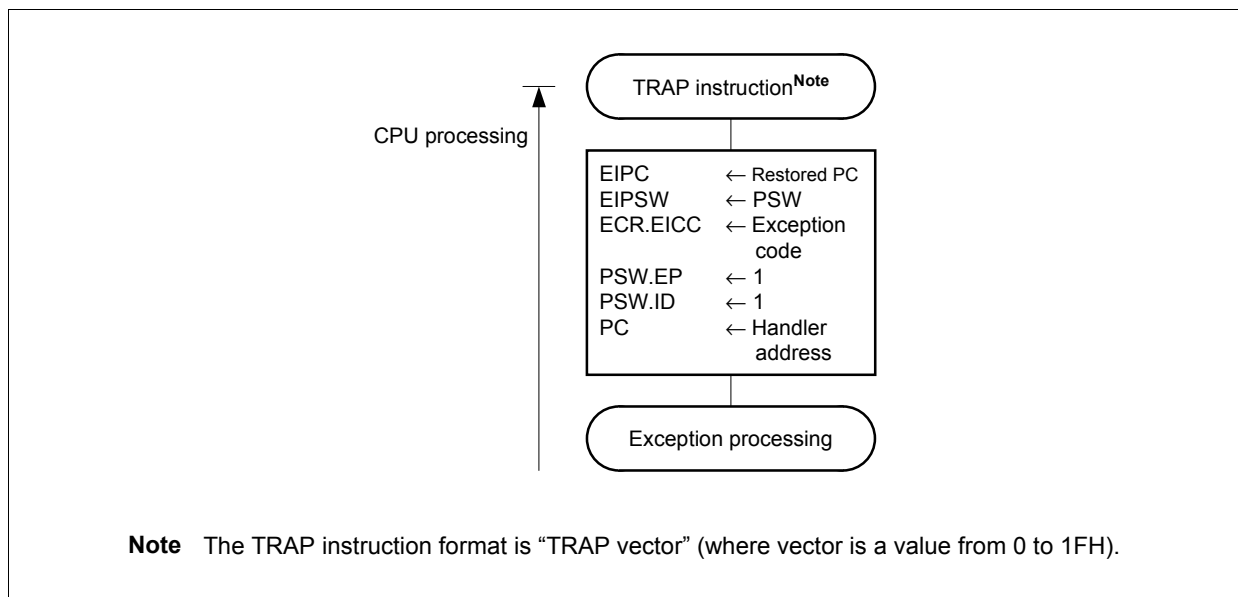 TRAP instructionNote
CPU processing
EIPC ← Restored PC
EIPSW ← PSW
ECR.EICC ← Exception
code
PSW.EP ← 1
PSW.ID ← 1
PC ← Handler
address
Exception processing
Note The TRAP instruction format is “TRAP vector” (where vector is a value from 0 to 1FH).